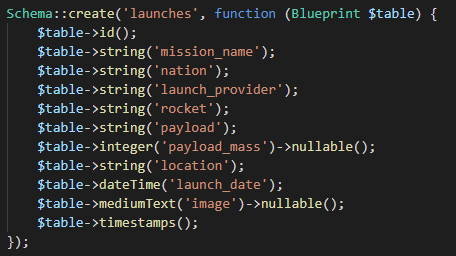 Schema::create('launches', function (Blueprint $table) {
    $table->id();
    $table->string('mission_name');
    $table->string('nation');
    $table->string('launch_provider');
    $table->string('rocket');
    $table->string('payload');
    $table->integer('payload_mass')->nullable();
    $table->string('location');
    $table->dateTime('launch_date');
    $table->mediumText('image')->nullable();
    $table->timestamps();
});